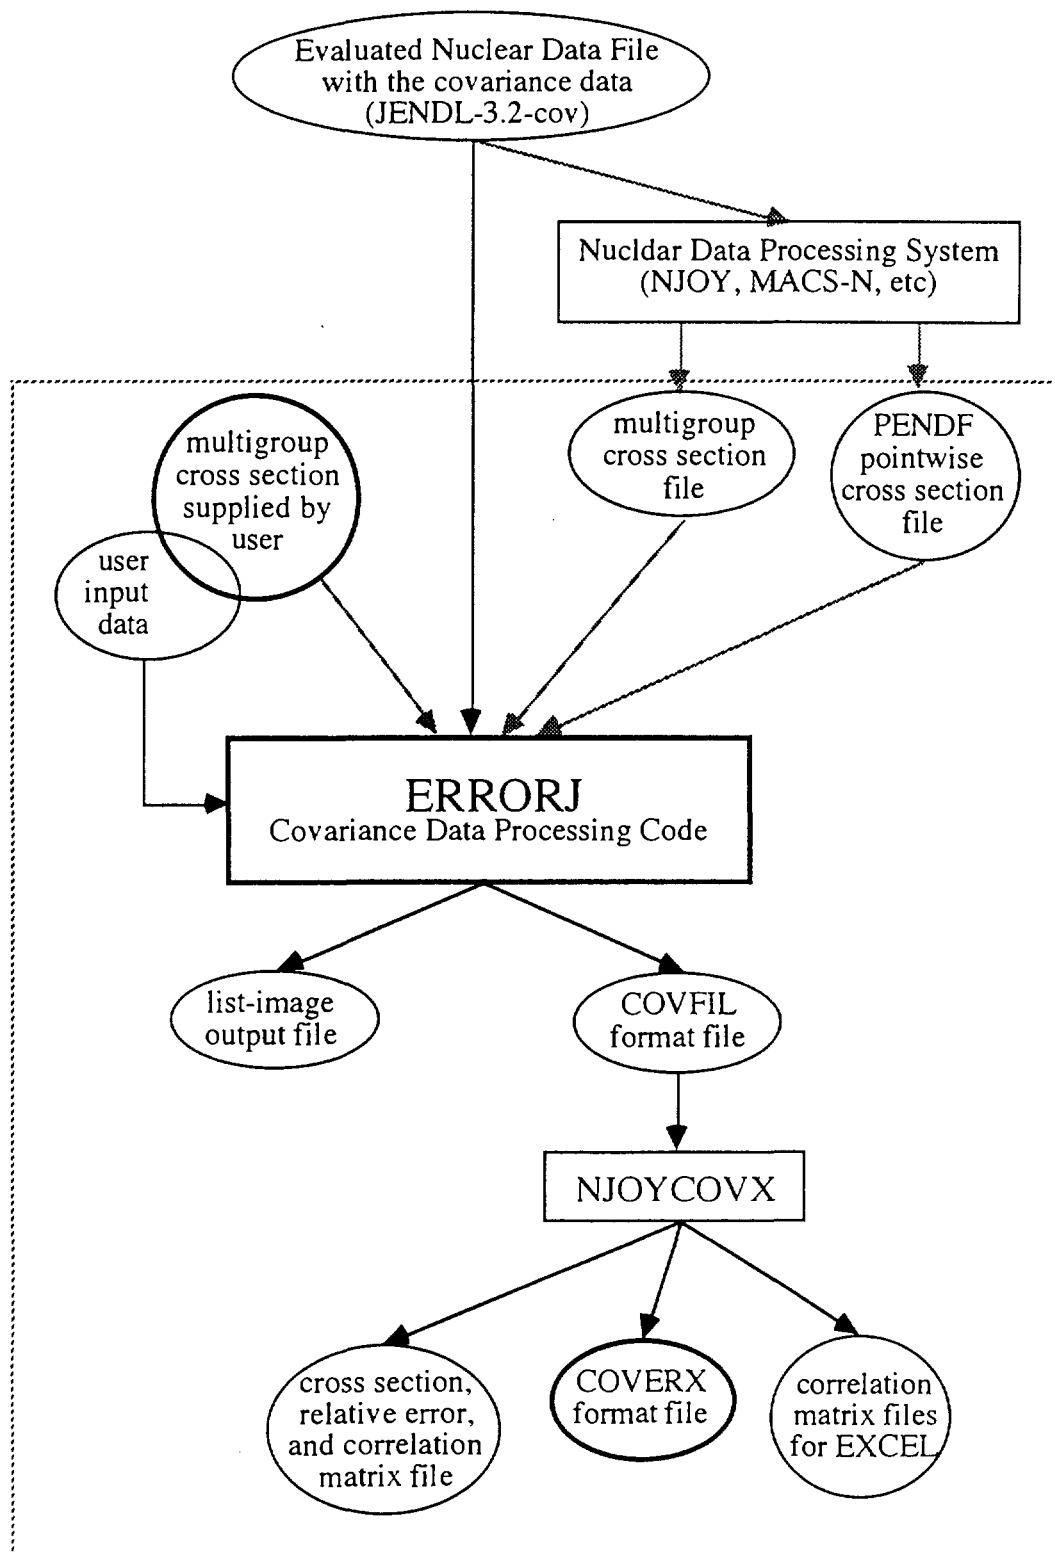 Evaluated Nuclear Data File
with the covariance data
(JENDL-3.2-cov)
Nucldar Data Processing System
(NJOY, MACS-N, etc)
multigroup
cross section
supplied by
user
multigroup
cross section
file
PENDF
pointwise
cross section
file
user
input
data
ERRORJ
Covariance Data Processing Code
list-image
output file
COVFIL
format file
NJOYCOVX
cross section,
relative error,
and correlation
matrix file
COVERX
format file
correlation
matrix files
for EXCEL